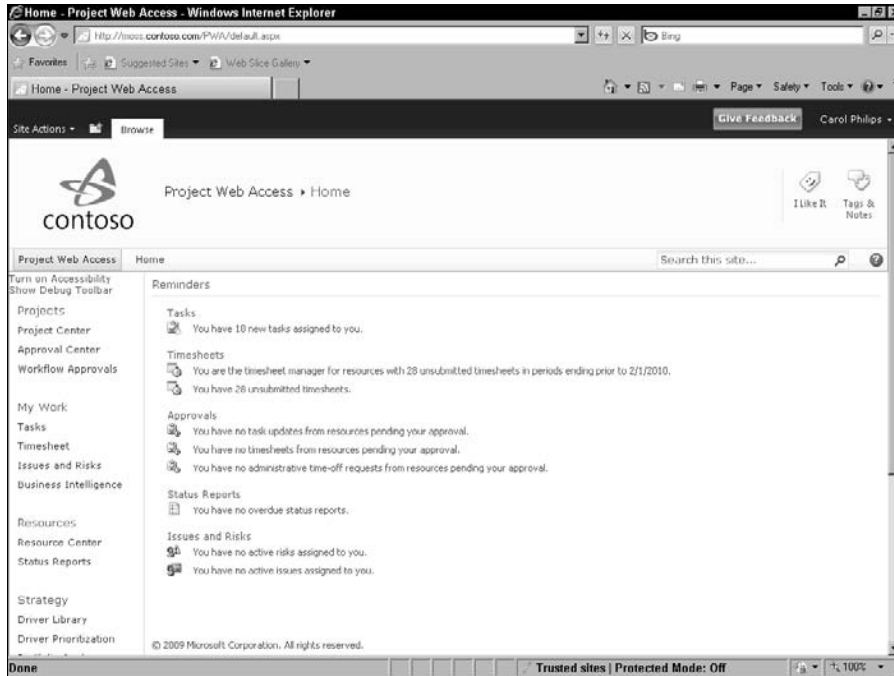 Home - Project Web Access - Windows Internet Explorer
http://moss.contoso.com/PWA/default.aspx
Bing
Favorites
Suggested Sites
Web Slice Gallery
Home - Project Web Access
Page
Safety
Tools
Site Actions
Browse
Give Feedback
Carol Philips
contoso
Project Web Access
Home
I Like It
Tags & Notes
Project Web Access
Home
Search this site...
Turn on Accessibility
Show Debug Toolbar
Projects
Project Center
Approval Center
Workflow Approvals
My Work
Tasks
Timesheet
Issues and Risks
Business Intelligence
Resources
Resource Center
Status Reports
Strategy
Driver Library
Driver Prioritization
Reminders
Tasks
You have 10 new tasks assigned to you.
Timesheets
You are the timesheet manager for resources with 28 unsubmitted timesheets in periods ending prior to 2/1/2010.
You have 28 unsubmitted timesheets.
Approvals
You have no task updates from resources pending your approval.
You have no timesheets from resources pending your approval.
You have no administrative time-off requests from resources pending your approval.
Status Reports
You have no overdue status reports.
Issues and Risks
You have no active risks assigned to you.
You have no active issues assigned to you.
© 2009 Microsoft Corporation. All rights reserved.
Done
Trusted sites | Protected Mode: Off
100%